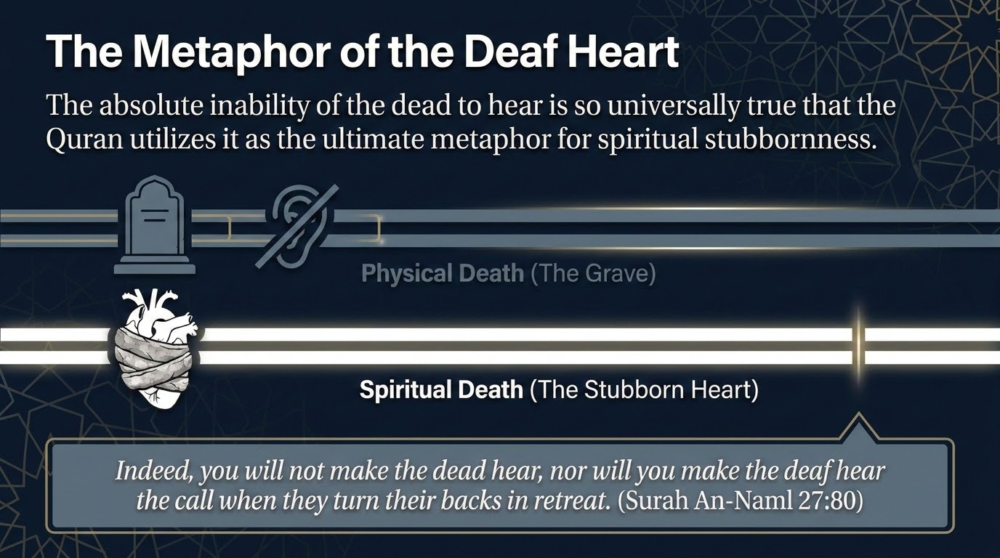 The Metaphor of the Deaf Heart
The absolute inability of the dead to hear is so universally true that the
Quran utilizes it as the ultimate metaphor for spiritual stubbornness.
Physical Death (The Grave)
Spiritual Death (The Stubborn Heart)
Indeed, you will not make the dead hear, nor will you make the deaf hear
the call when they turn their backs in retreat. (Surah An-Naml 27:80)